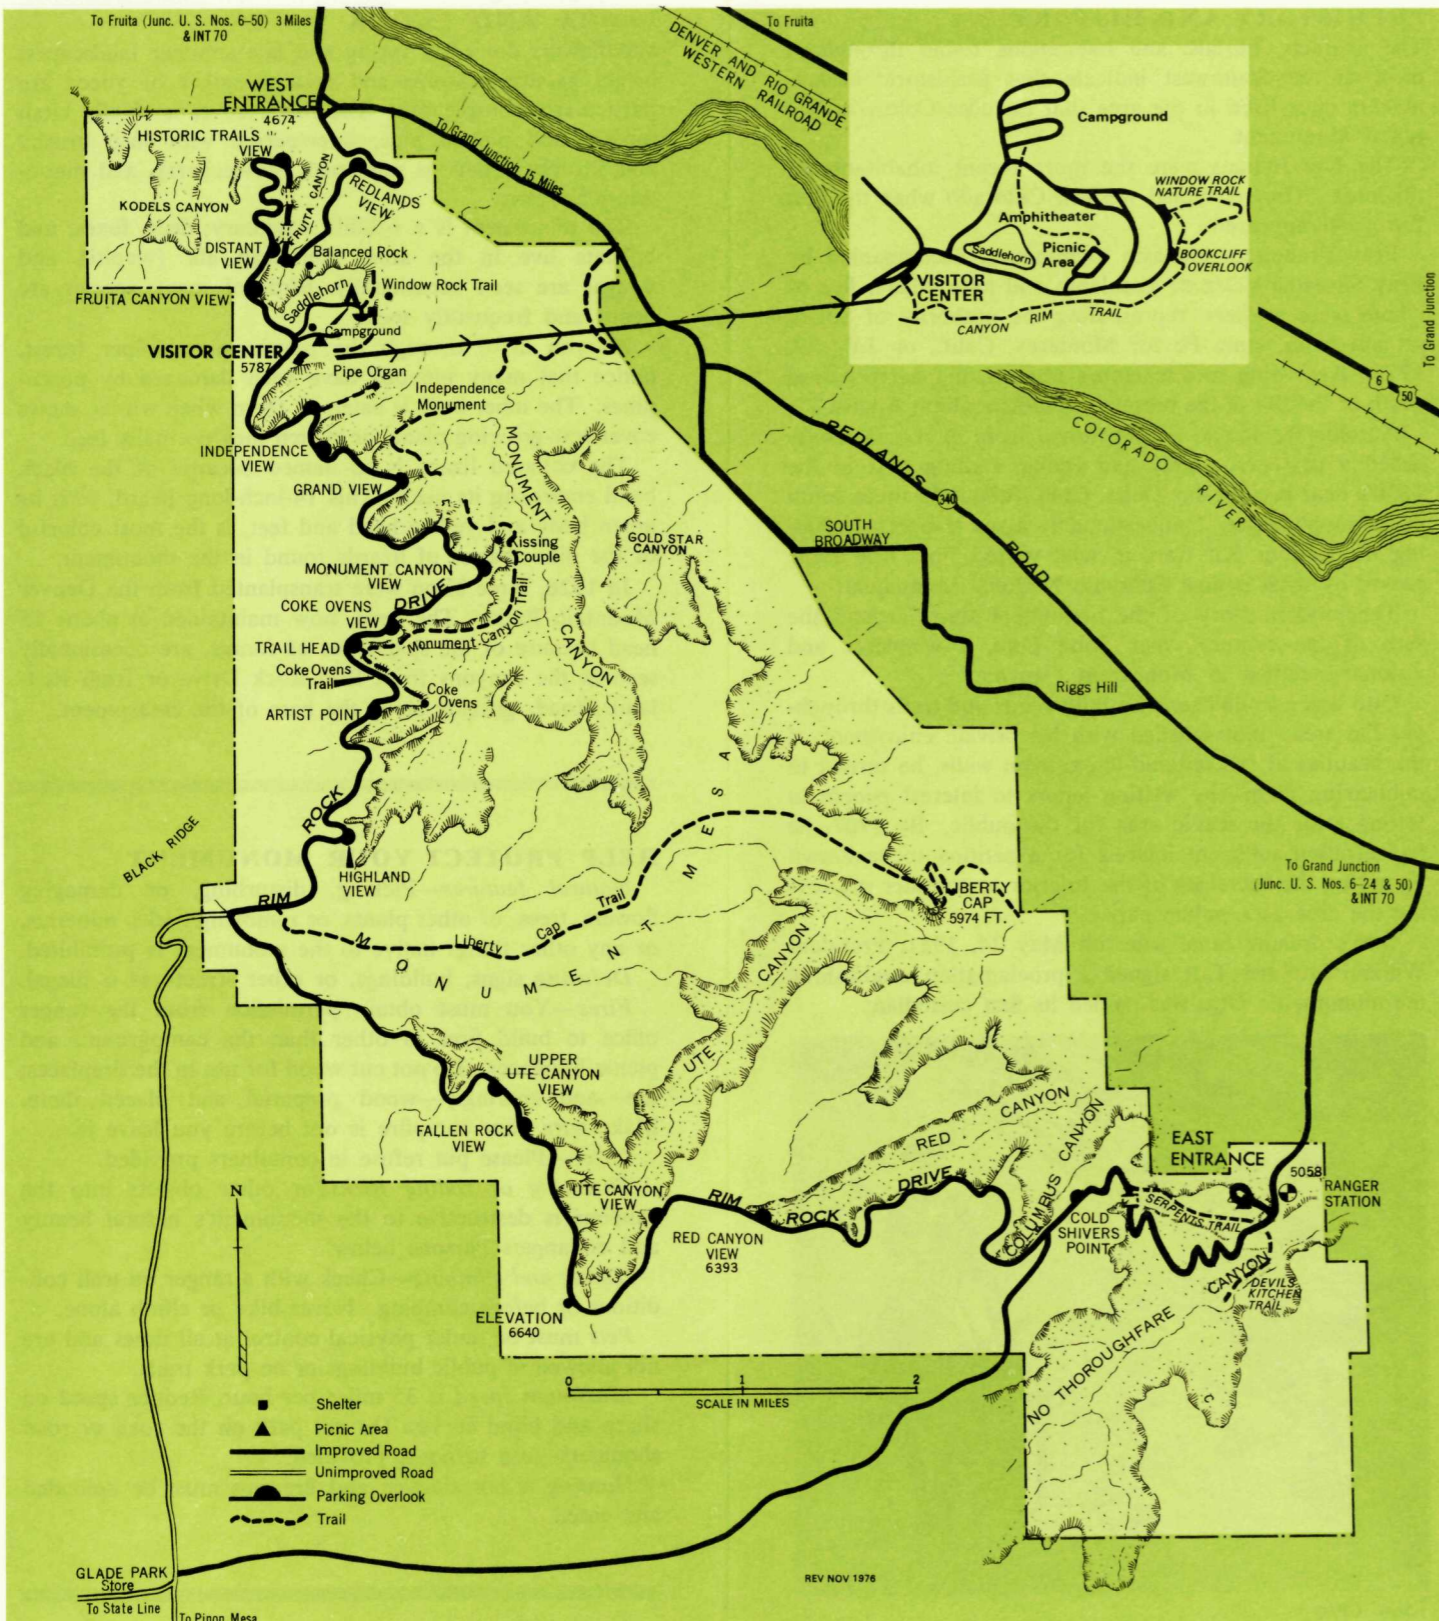 To Fruita (Junc. U. S. Nos. 6-50) 3 Miles
& INT 70
To Fruita
DENVER AND RIO GRANDE
WESTERN RAILROAD
WEST
ENTRANCE
4674
To Grand Junction 15 Miles
HISTORIC TRAILS
VIEW
FRUITA CANYON
REDLANDS
VIEW
KODELS CANYON
DISTANT
VIEW
Balanced Rock
FRUITA CANYON VIEW
Saddlehorn
Window Rock Trail
Campground
VISITOR CENTER
5787
Pipe Organ
Independence
Monument
INDEPENDENCE
VIEW
GRAND VIEW
MONUMENT
CANYON
Kissing
Couple
GOLD STAR
CANYON
MONUMENT CANYON
VIEW
DRIVE
COKE OVENS
VIEW
TRAIL HEAD
Monument Canyon Trail
Coke Ovens
Trail
Coke
Ovens
ARTIST POINT
ROCK
HIGHLAND
VIEW
BLACK RIDGE
RIM
Liberty Cap Trail
MONUMENT MESA
LIBERTY
CAP
5974 FT.
Campground
WINDOW ROCK
NATURE TRAIL
Amphitheater
Saddlehorn
Picnic
Area
BOOKCLIFF
OVERLOOK
VISITOR
CENTER
CANYON RIM TRAIL
To Grand Junction
6
50
COLORADO
RIVER
REDLANDS
340
ROAD
SOUTH
BROADWAY
Riggs Hill
To Grand Junction
(Junc. U. S. Nos. 6-24 & 50)
& INT 70
UPPER
UTE CANYON
VIEW
UTE CANYON
FALLEN ROCK
VIEW
UTE CANYON
VIEW
RED CANYON
RIM ROCK DRIVE
RED CANYON
VIEW
6393
COLUMBUS CANYON
COLD
SHIVERS
POINT
EAST
ENTRANCE
5058
RANGER
STATION
SERPENTS TRAIL
DEVILS
KITCHEN
TRAIL
NO THOROUGHFARE CANYON
ELEVATION
6640
N
0 1 2
SCALE IN MILES
Shelter
Picnic Area
Improved Road
Unimproved Road
Parking Overlook
Trail
GLADE PARK
Store
To State Line
To Pinon Mesa
REV NOV 1976